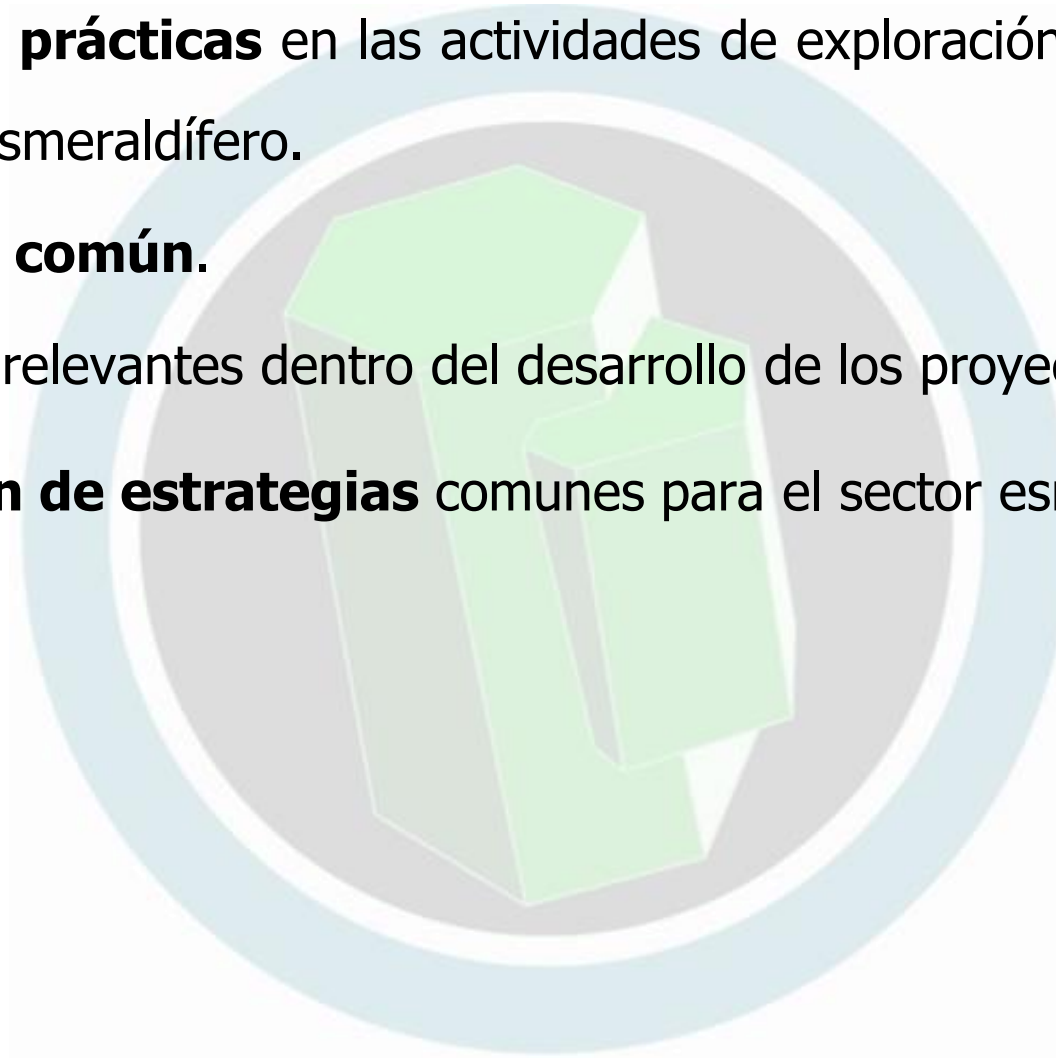 prácticas en las actividades de exploración
smeraldífero.
común.
relevantes dentro del desarrollo de los proye
n de estrategias comunes para el sector es